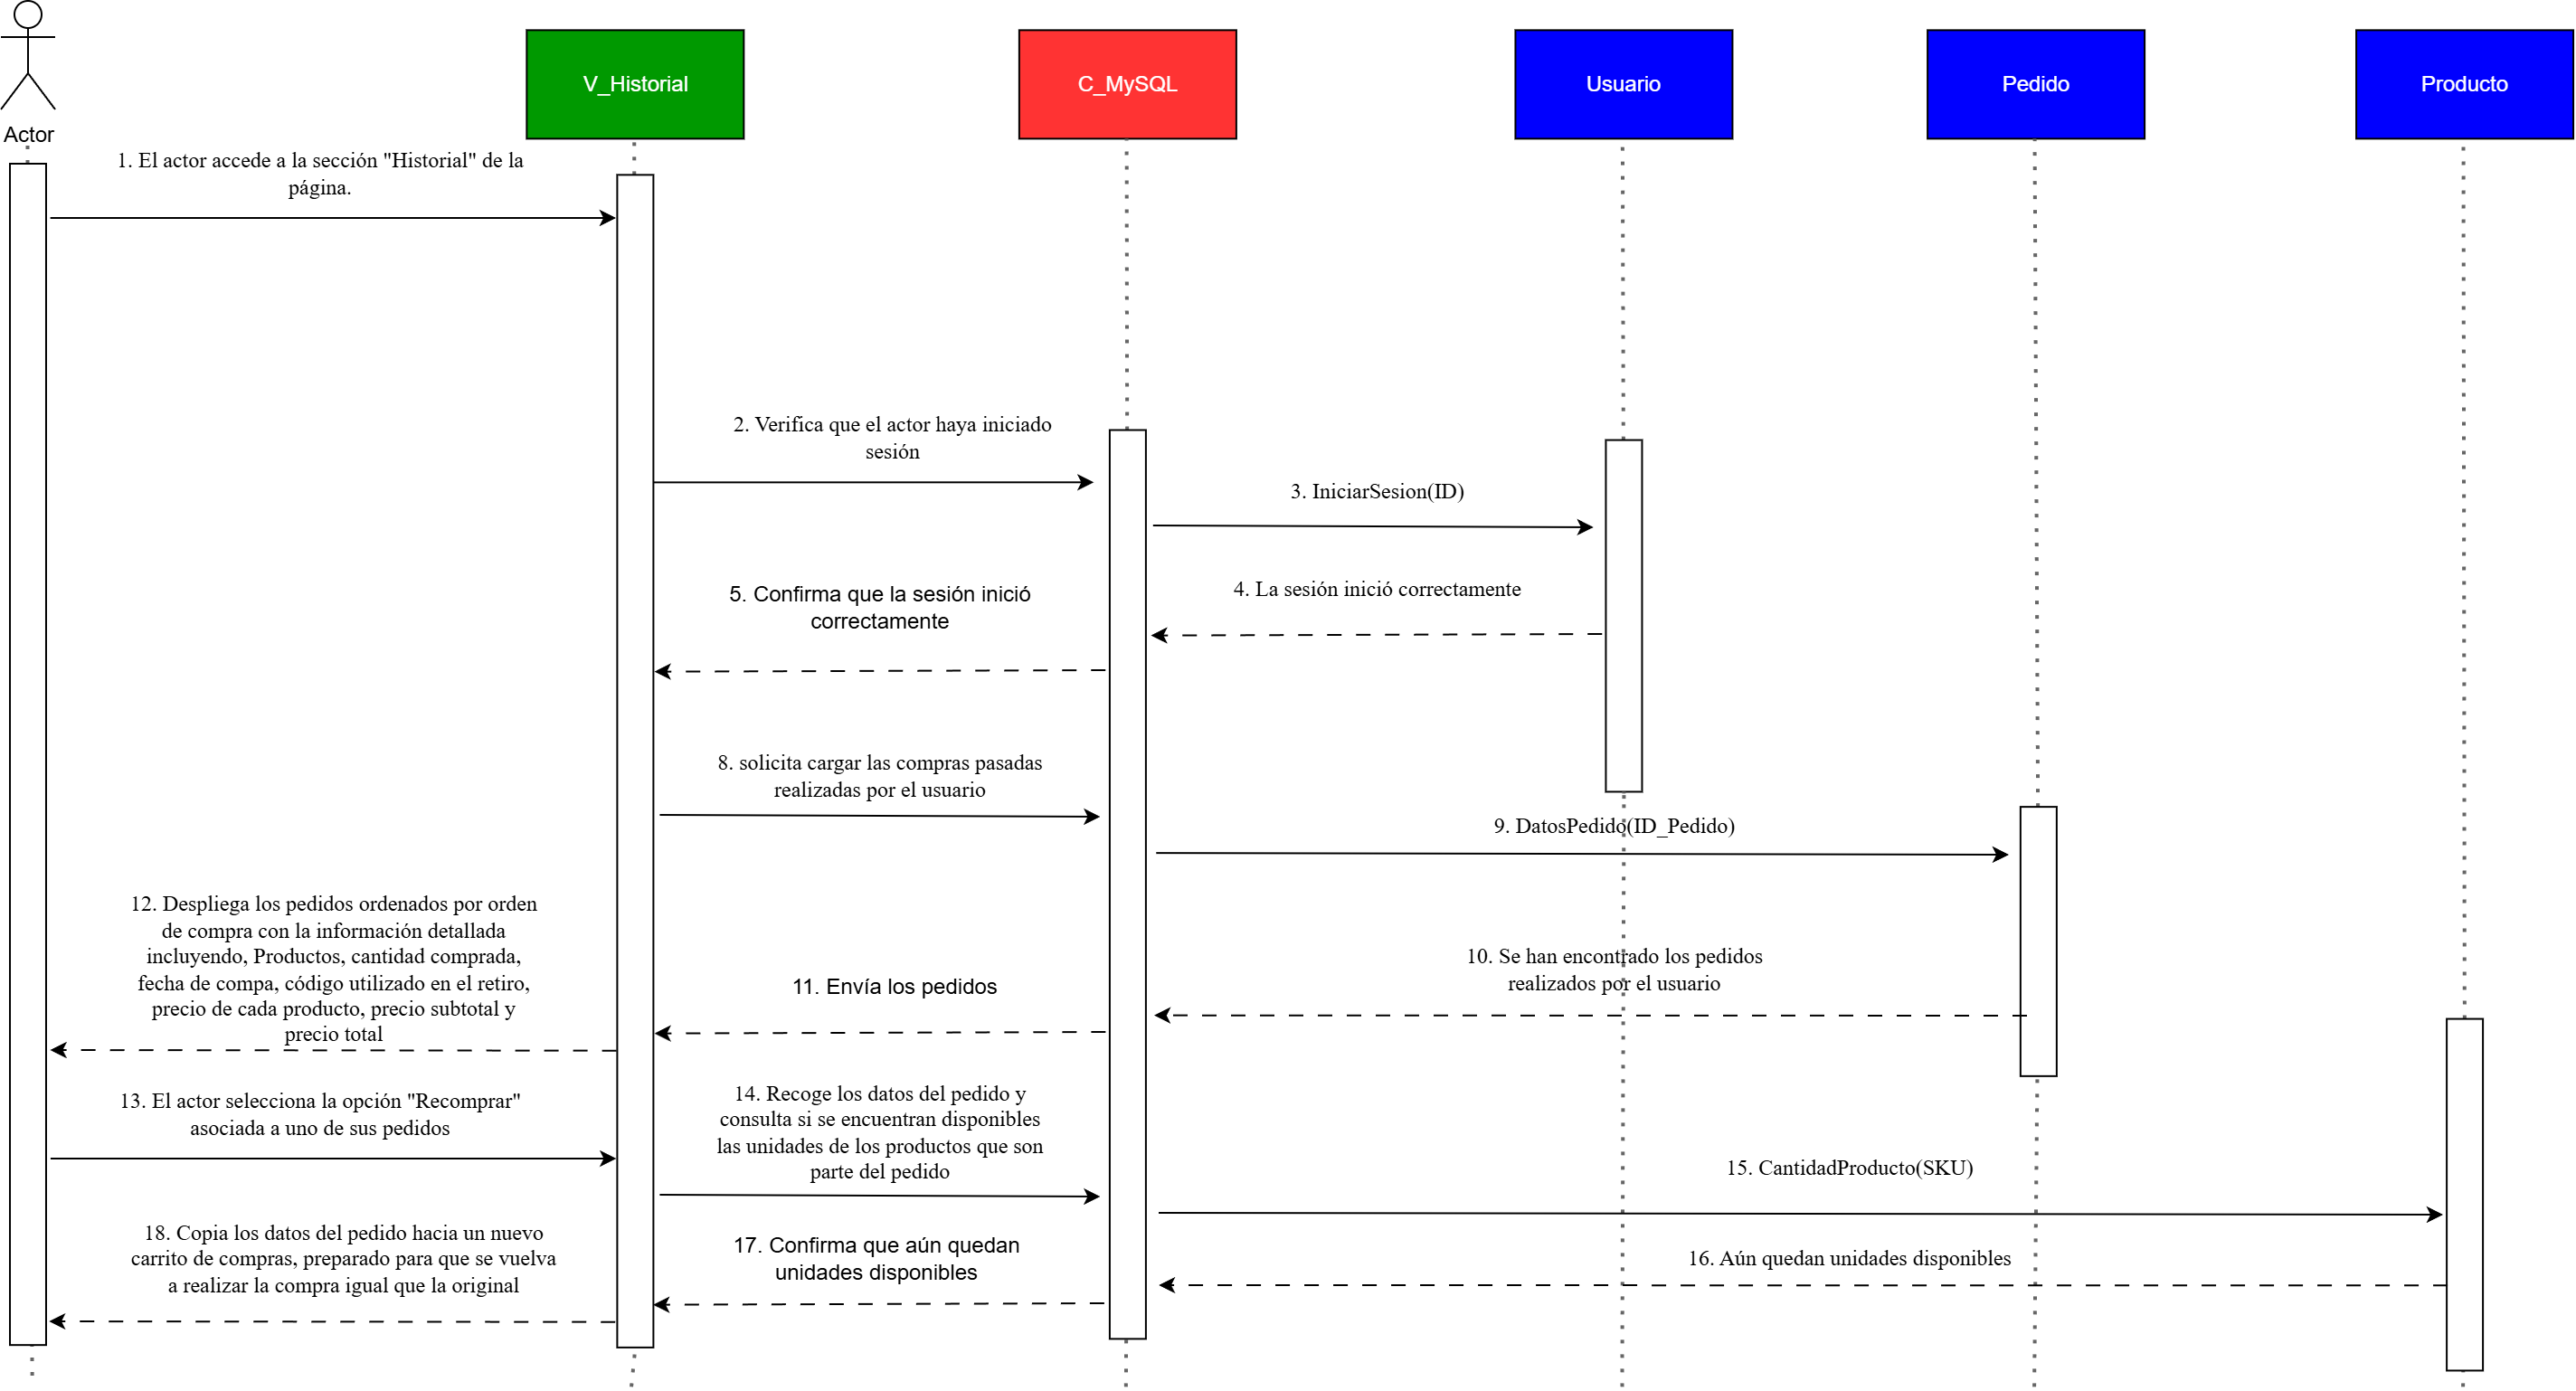 V_Historial
C_MySQL
Usuario
Pedido
Producto
Actor
1. El actor accede a la sección "Historial" de la
página.
2. Verifica que el actor haya iniciado
sesión
3. IniciarSesion(ID)
4. La sesión inició correctamente
5. Confirma que la sesión inició
correctamente
8. solicita cargar las compras pasadas
realizadas por el usuario
9. DatosPedido(ID_Pedido)
10. Se han encontrado los pedidos
realizados por el usuario
11. Envía los pedidos
12. Despliega los pedidos ordenados por orden
de compra con la información detallada
incluyendo, Productos, cantidad comprada,
fecha de compa, código utilizado en el retiro,
precio de cada producto, precio subtotal y
precio total
13. El actor selecciona la opción "Recomprar"
asociada a uno de sus pedidos
14. Recoge los datos del pedido y
consulta si se encuentran disponibles
las unidades de los productos que son
parte del pedido
15. CantidadProducto(SKU)
16. Aún quedan unidades disponibles
17. Confirma que aún quedan
unidades disponibles
18. Copia los datos del pedido hacia un nuevo
carrito de compras, preparado para que se vuelva
a realizar la compra igual que la original